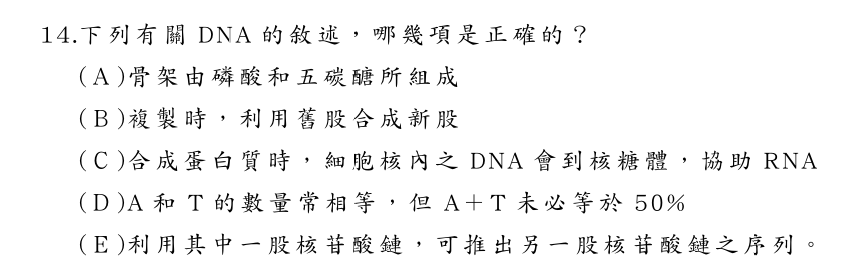 14.下列有關 DNA 的敘述，哪幾項是正確的？
(A)骨架由磷酸和五碳醣所組成
(B)複製時，利用舊股合成新股
(C)合成蛋白質時，細胞核內之 DNA 會到核糖體，協助 RNA
(D)A 和 T 的數量常相等，但 A＋T 未必等於 50%
(E)利用其中一股核苷酸鏈，可推出另一股核苷酸鏈之序列。